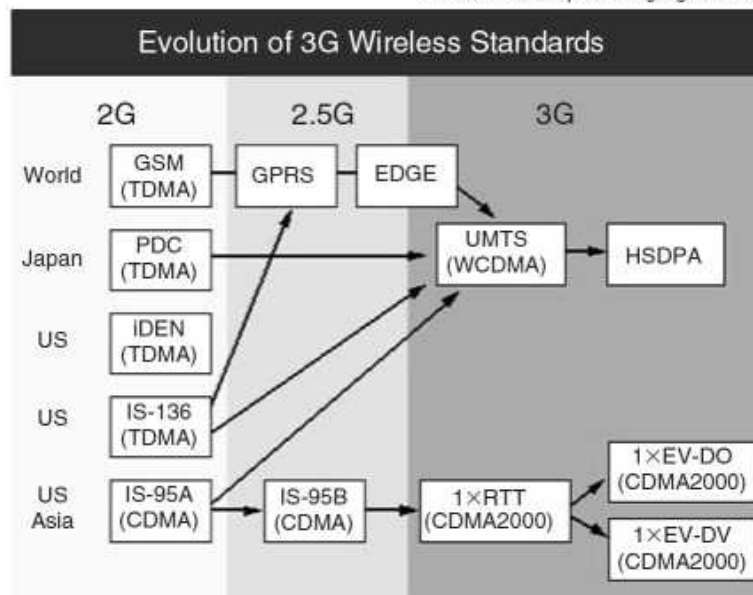 Evolution of 3G Wireless Standards
2G 2.5G 3G
World
GSM
(TDMA)
GPRS
EDGE
Japan
PDC
(TDMA)
UMTS
(WCDMA)
HSDPA
US
iDEN
(TDMA)
US
IS-136
(TDMA)
US
Asia
IS-95A
(CDMA)
IS-95B
(CDMA)
1×RTT
(CDMA2000)
1×EV-DO
(CDMA2000)
1×EV-DV
(CDMA2000)